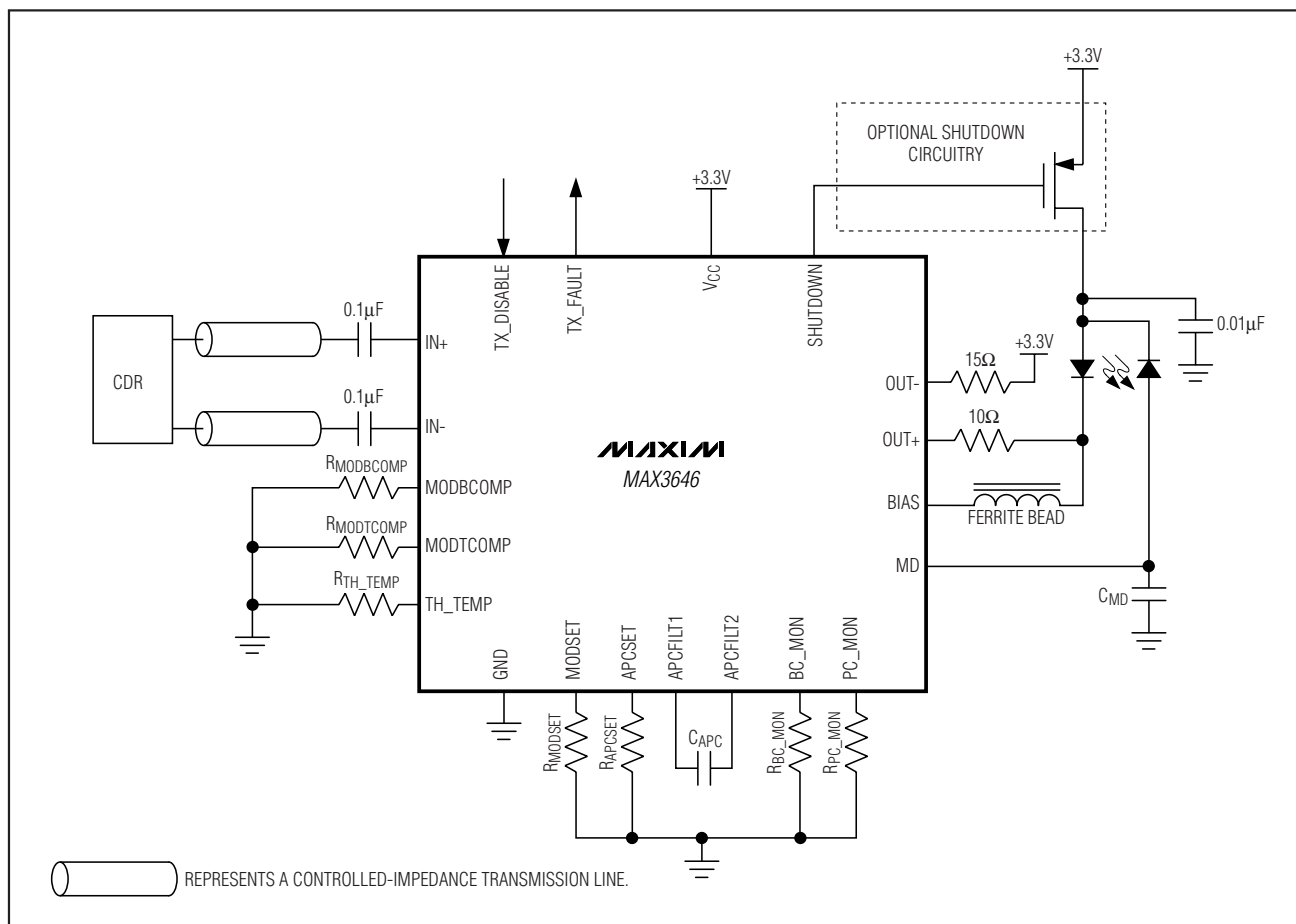 +3.3V
OPTIONAL SHUTDOWN
CIRCUITRY
+3.3V
TX_DISABLE
TX_FAULT
VCC
SHUTDOWN
0.01µF
CDR
0.1µF
IN+
0.1µF
IN-
+3.3V
15Ω
OUT-
10Ω
OUT+
MAXIM
MAX3646
RMODBCOMP
MODBCOMP
BIAS
FERRITE BEAD
RMODTCOMP
MODTCOMP
MD
RTH_TEMP
TH_TEMP
CMD
GND
MODSET
APCSET
APCFILT1
APCFILT2
BC_MON
PC_MON
RMODSET
RAPCSET
CAPC
RBC_MON
RPC_MON
REPRESENTS A CONTROLLED-IMPEDANCE TRANSMISSION LINE.